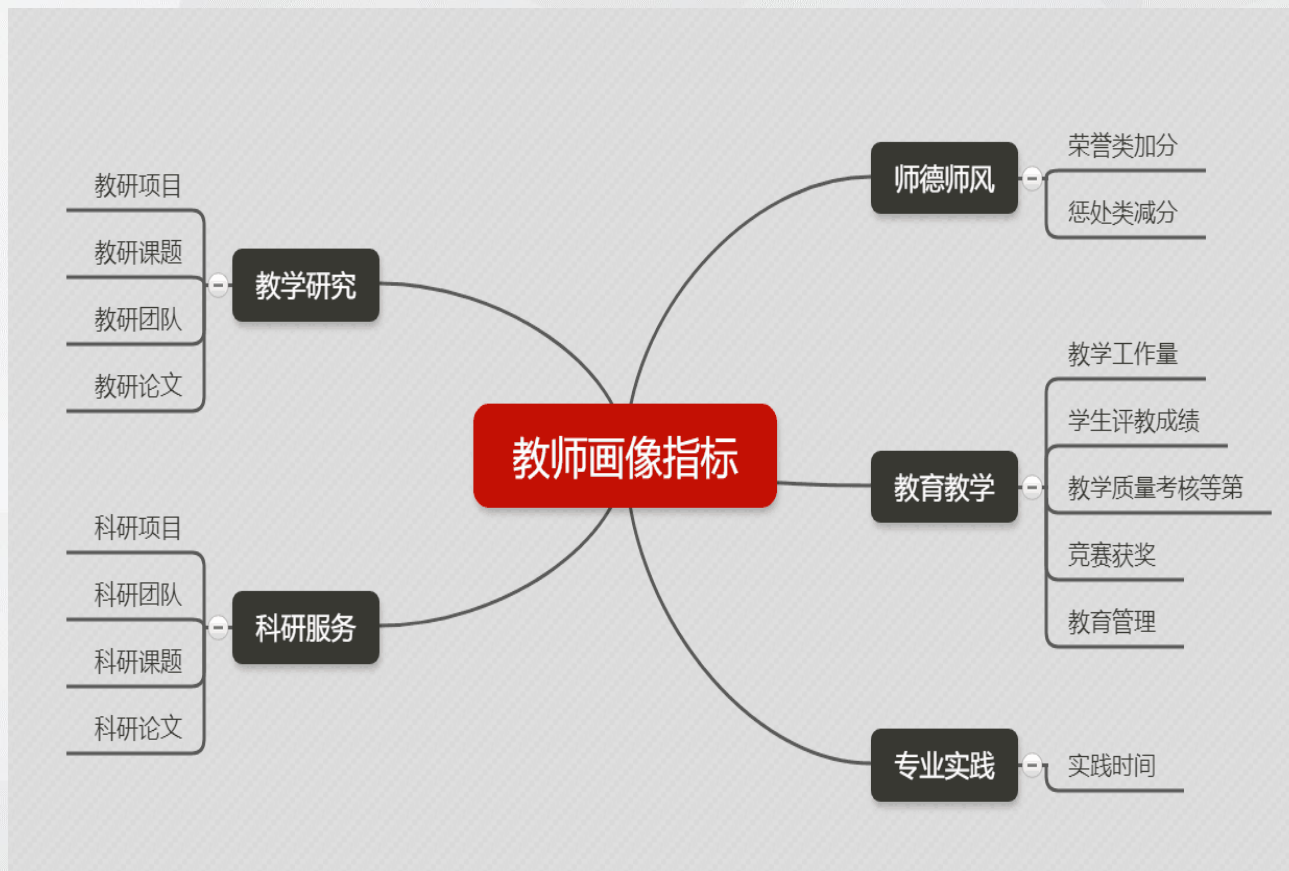 教师画像指标
师德师风
荣誉类加分
惩处类减分
教育教学
教学工作量
学生评教成绩
教学质量考核等第
竞赛获奖
教育管理
专业实践
实践时间
教学研究
教研项目
教研课题
教研团队
教研论文
科研服务
科研项目
科研团队
科研课题
科研论文